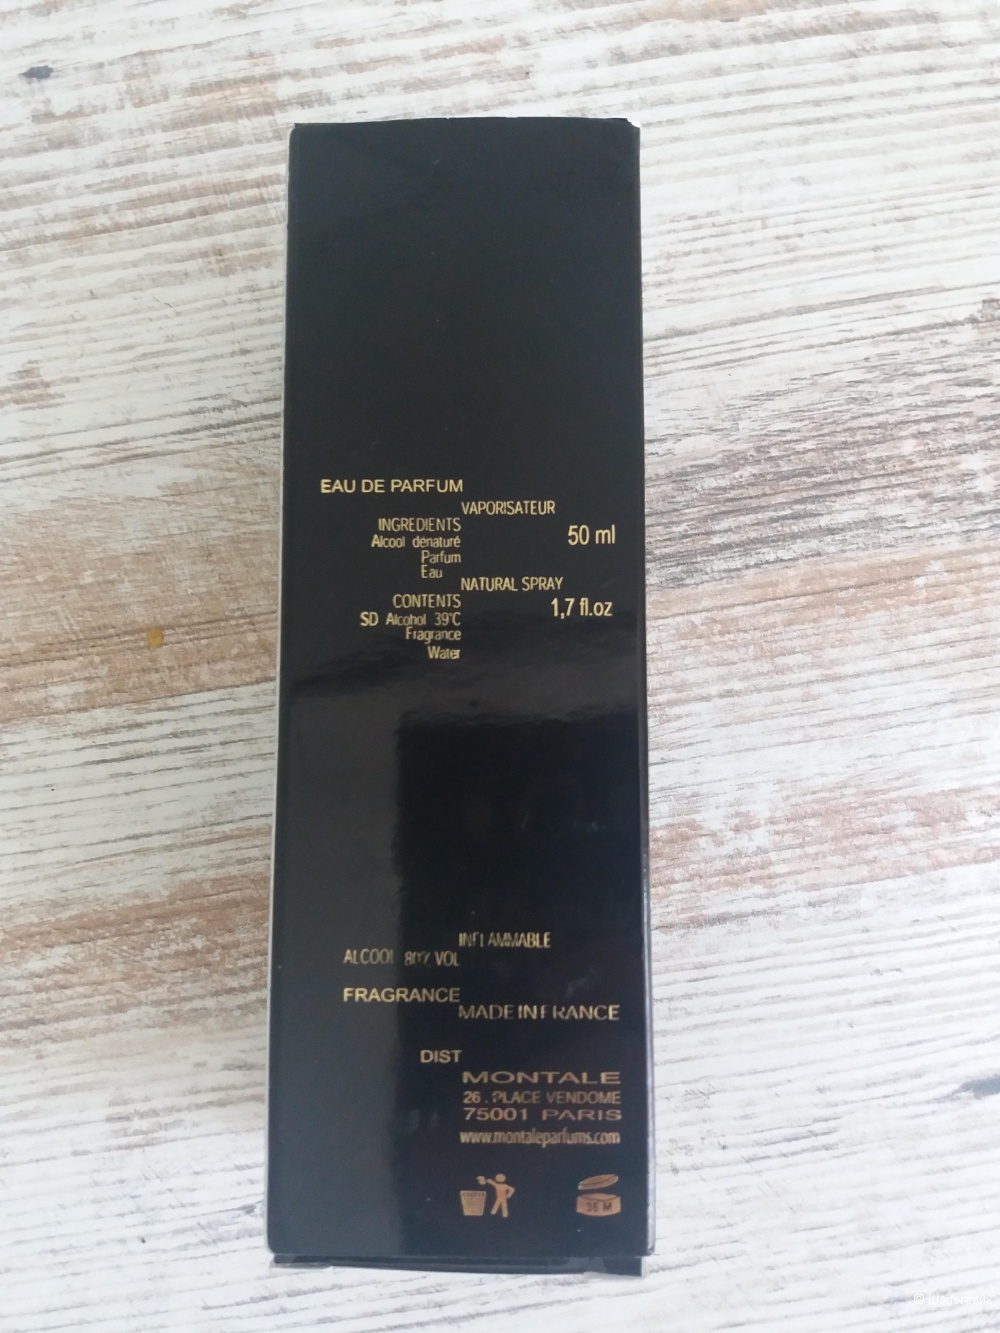 EAU DE PARFUM
VAPORISATEUR
INGREDIENTS
50 ml
Alcool dénaturé
Parfum
Eau
NATURAL SPRAY
CONTENTS
1,7 fl.oz
SD Alcohol 39°C
Fragrance
Water
INFLAMMABLE
ALCOOL 80% VOL
FRAGRANCE
MADE IN FRANCE
DIST
MONTALE
26 . PLACE VENDOME
75001 PARIS
www.montaleparfums.com
36 M